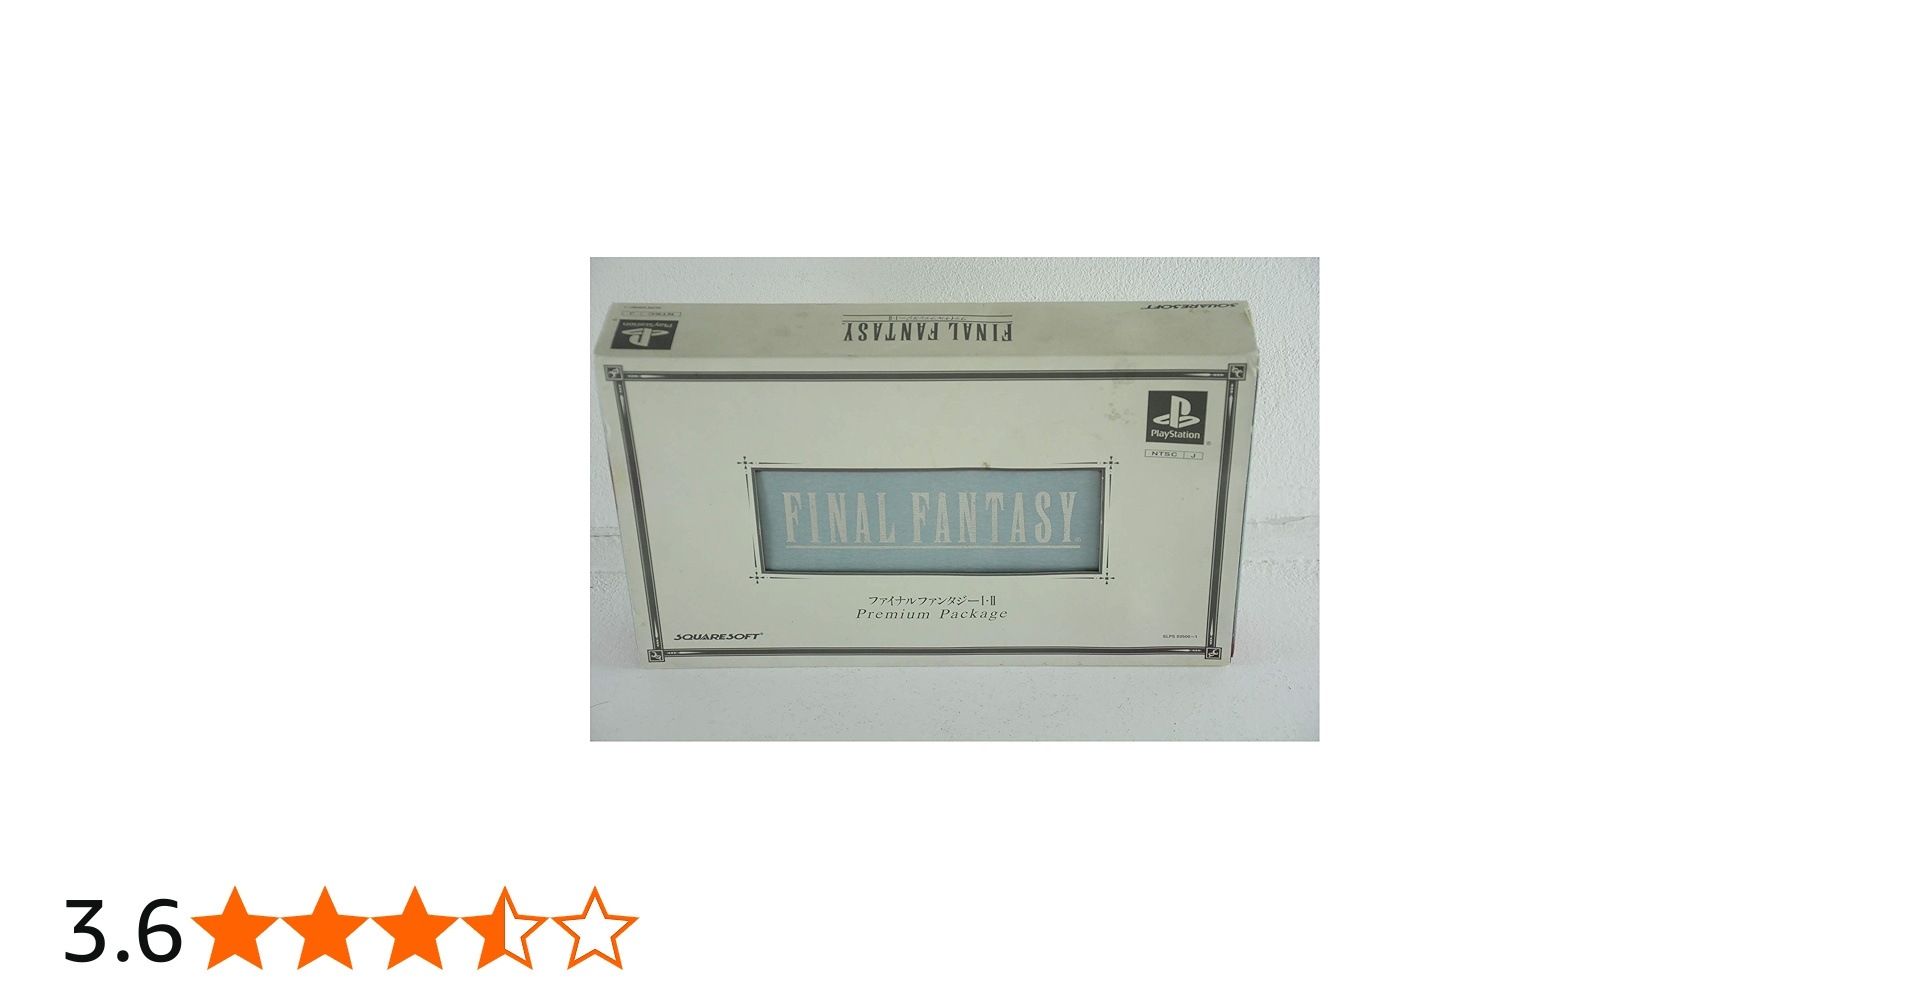 SQUARESOFT
FINAL FANTASY
PlayStation
NTSC J
PlayStation
NTSC J
FINAL FANTASY
ファイナルファンタジーI・II
Premium Package
SQUARESOFT
3.6